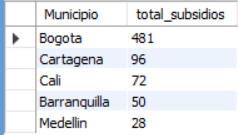 Municipio total_subsidios
Bogota 481
Cartagena 96
Cali 72
Barranquilla 50
Medellin 28